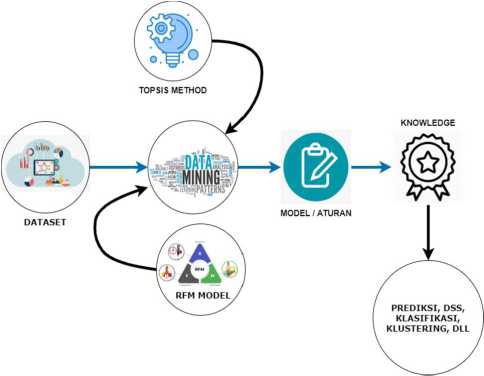 TOPSIS METHOD
KNOWLEDGE
DATA
MINING
PATTERNS
DATASET
MODEL / ATURAN
RFM
RFM MODEL
PREDIKSI, DSS,
KLASIFIKASI,
KLUSTERING, DLL